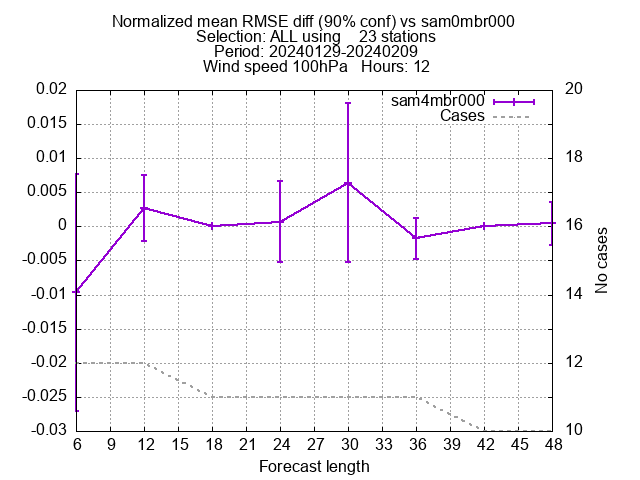 Normalized mean RMSE diff (90% conf) vs sam0mbr000
Selection: ALL using 23 stations
Period: 20240129-20240209
Wind speed 100hPa Hours: 12
0.02
0.015
0.01
0.005
0
-0.005
-0.01
-0.015
-0.02
-0.025
-0.03
20
18
16
14
12
10
No cases
sam4mbr000
Cases
6 9 12 15 18 21 24 27 30 33 36 39 42 45 48
Forecast length